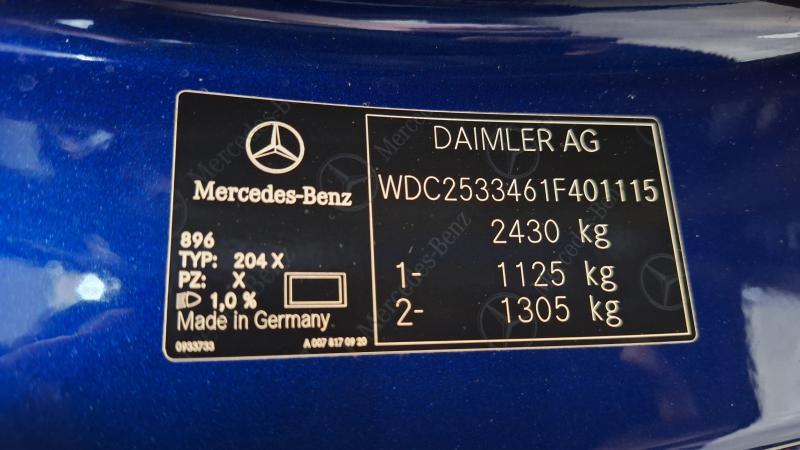 Mercedes-Benz
896
TYP: 204 X
PZ: X
1,0 %
Made in Germany
0933733
A 007 817 09 20
DAIMLER AG
WDC2533461F401115
2430 kg
1- 1125 kg
2- 1305 kg